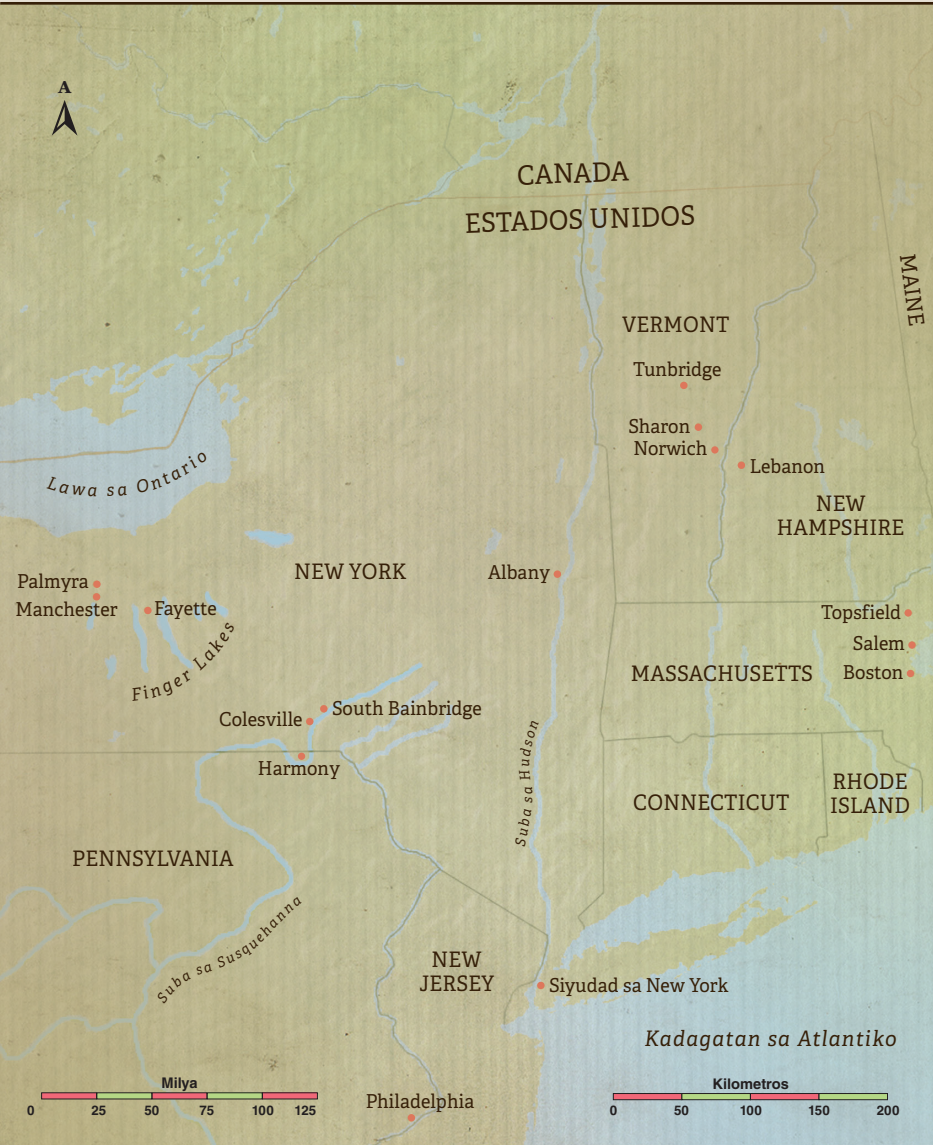 A
CANADA
ESTADOS UNIDOS
MAINE
VERMONT
Tunbridge
Sharon
Norwich
Lebanon
Lawa sa Ontario
NEW
HAMPSHIRE
NEW YORK
Albany
Palmyra
Manchester
Fayette
Finger Lakes
Topsfield
Salem
Boston
MASSACHUSETTS
South Bainbridge
Colesville
Harmony
Suba sa Hudson
CONNECTICUT
RHODE
ISLAND
PENNSYLVANIA
Suba sa Susquehanna
NEW
JERSEY
Siyudad sa New York
Kadagatan sa Atlantiko
Milya
0 25 50 75 100 125
Kilometros
0 50 100 150 200
Philadelphia